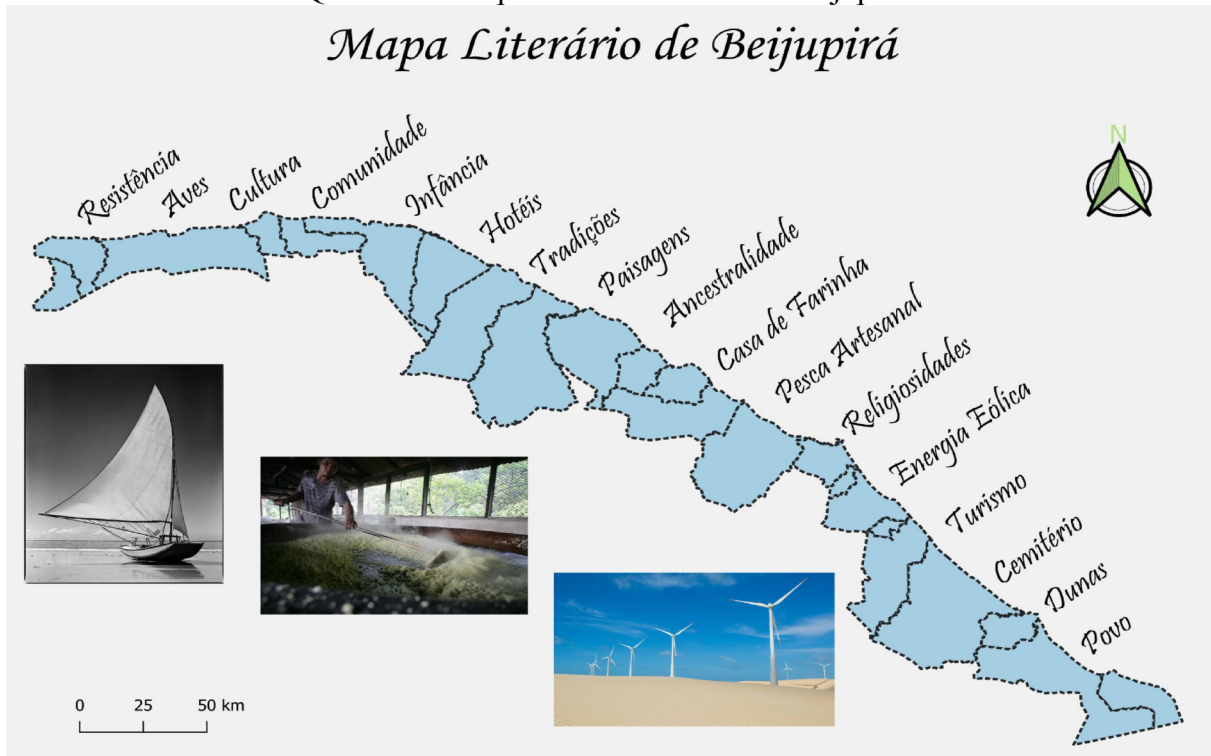 Mapa Literário de Beijupirá
N
Resistência
Aves
Cultura
Comunidade
Infância
Hotéis
Tradições
Paisagens
Ancestralidade
Casa de Farinha
Pesca Artesanal
Religiosidades
Energia Eólica
Turismo
Cemitério
Dunas
Povo
0 25 50 km